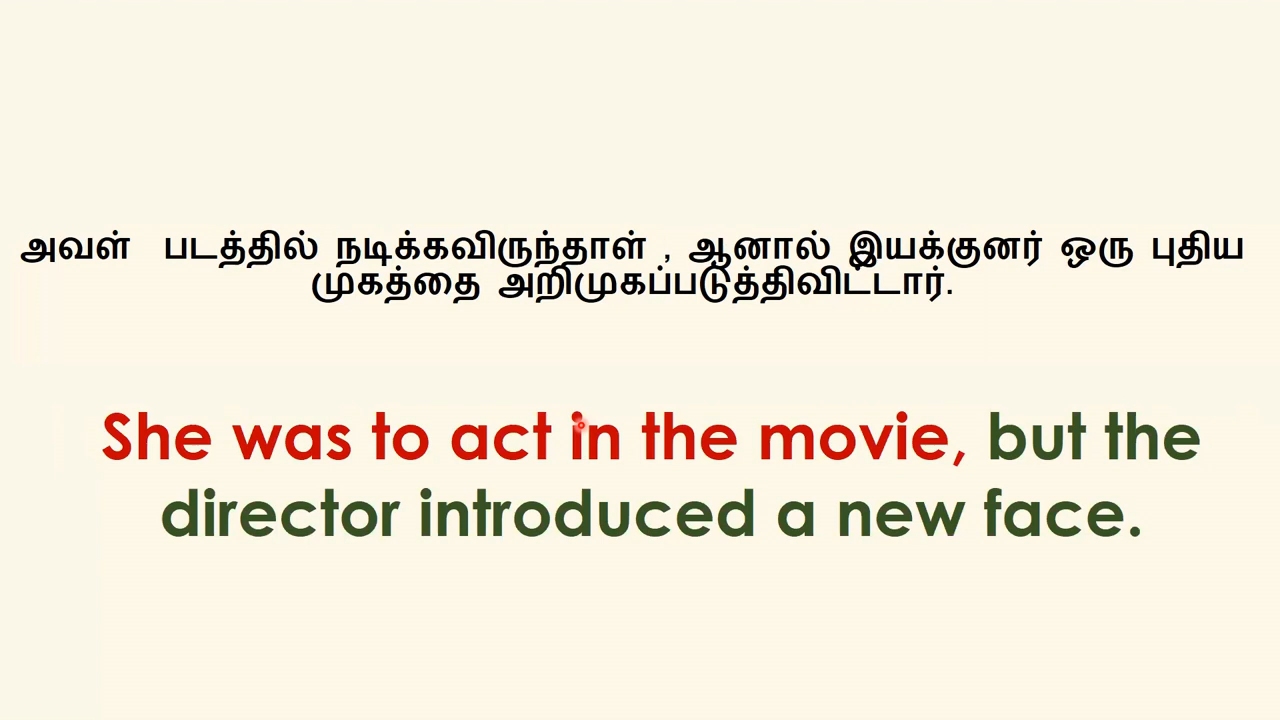 அவள் படத்தில் நடிக்கவிருந்தாள் , ஆனால் இயக்குனர் ஒரு புதிய
முகத்தை அறிமுகப்படுத்திவிட்டார்.
She was to act in the movie, but the
director introduced a new face.